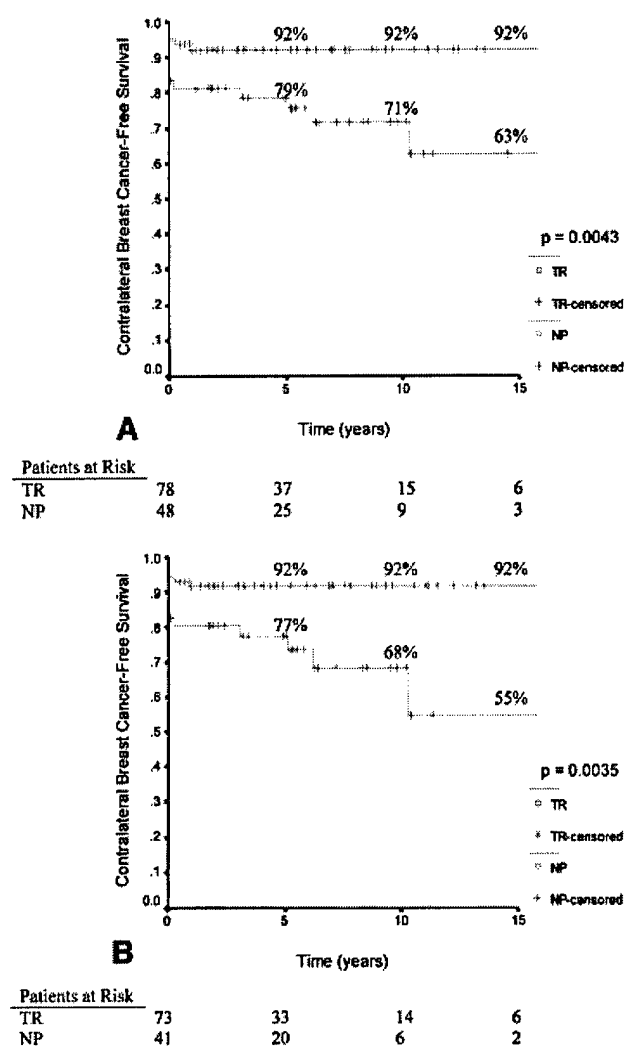 Contralateral Breast Cancer-Free Survival
1.0
.9
.8
.7
.6
.5
.4
.3
.2
.1
0.0
92% 92% 92%
79%
71%
63%
p = 0.0043
TR
TR-censored
NP
NP-censored
0 5 10 15
A
Time (years)
Patients at Risk
TR 78 37 15 6
NP 48 25 9 3
Contralateral Breast Cancer-Free Survival
1.0
.9
.8
.7
.6
.5
.4
.3
.2
.1
0.0
92% 92% 92%
77%
68%
55%
p = 0.0035
TR
TR-censored
NP
NP-censored
0 5 10 15
B
Time (years)
Patients at Risk
TR 73 33 14 6
NP 41 20 6 2